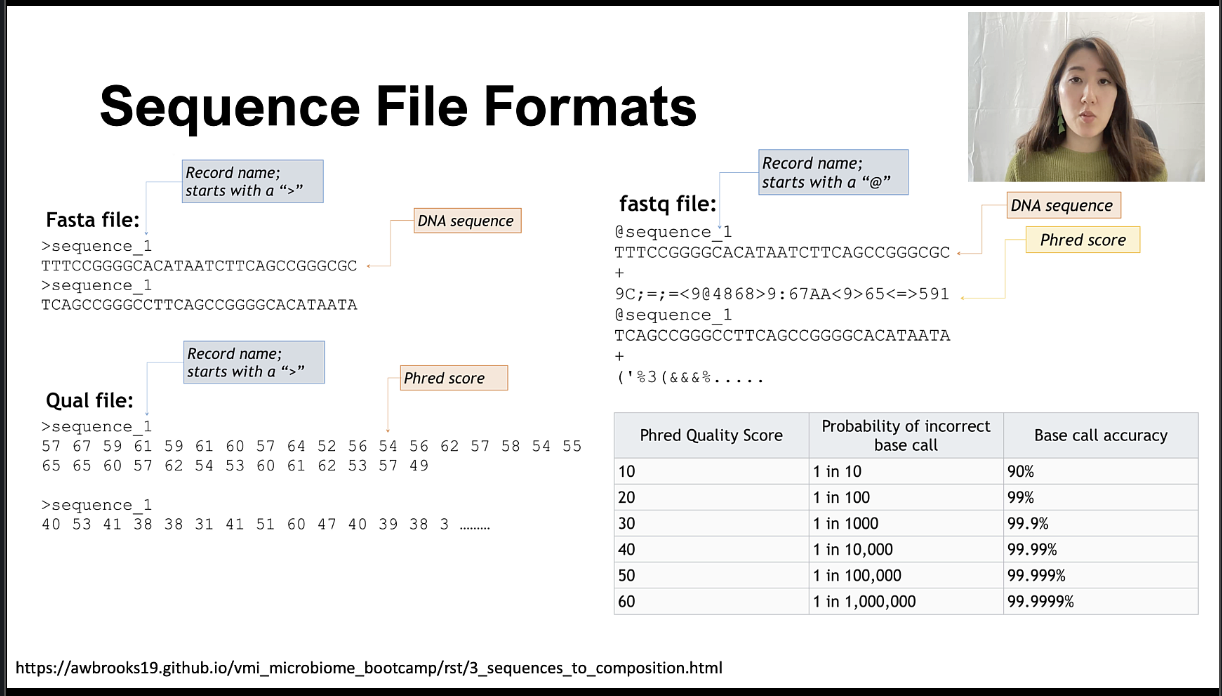 Sequence File Formats
Record name;
starts with a “>”
Fasta file:
DNA sequence
>sequence_1
TTTCCGGGGCACATAATCTTCAGCCGGGCGC
>sequence_1
TCAGCCGGGCCTTCAGCCGGGGCACATAATA
Record name;
starts with a “>”
Phred score
Qual file:
>sequence_1
57 67 59 61 59 61 60 57 64 52 56 54 56 62 57 58 54 55
65 65 60 57 62 54 53 60 61 62 53 57 49
>sequence_1
40 53 41 38 38 31 41 51 60 47 40 39 38 3 .........
Record name;
starts with a “@”
fastq file:
DNA sequence
Phred score
@sequence_1
TTTCCGGGGCACATAATCTTCAGCCGGGCGC
+
9C;=;=<9@4868>9:67AA<9>65<=>591
@sequence_1
TCAGCCGGGCCTTCAGCCGGGGCACATAATA
+
('%3(&&&%.....
Phred Quality Score
Probability of incorrect
base call
Base call accuracy
10 1 in 10 90%
20 1 in 100 99%
30 1 in 1000 99.9%
40 1 in 10,000 99.99%
50 1 in 100,000 99.999%
60 1 in 1,000,000 99.9999%
https://awbrooks19.github.io/vmi_microbiome_bootcamp/rst/3_sequences_to_composition.html